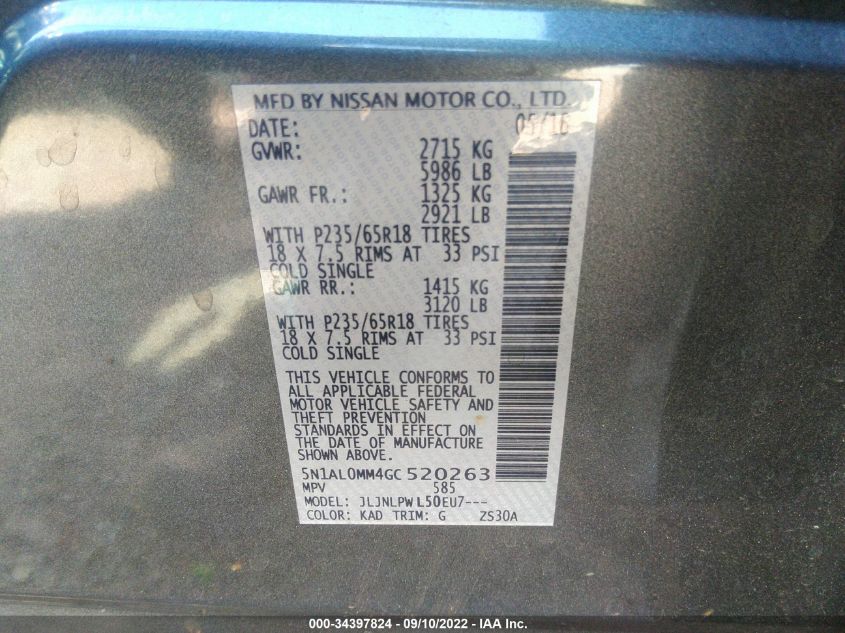 MFD BY NISSAN MOTOR CO., LTD.
DATE: 05/16
GVWR: 2715 KG
5986 LB
GAWR FR.: 1325 KG
2921 LB
WITH P235/65R18 TIRES
18 X 7.5 RIMS AT 33 PSI
COLD SINGLE
GAWR RR.: 1415 KG
3120 LB
WITH P235/65R18 TIRES
18 X 7.5 RIMS AT 33 PSI
COLD SINGLE
THIS VEHICLE CONFORMS TO
ALL APPLICABLE FEDERAL
MOTOR VEHICLE SAFETY AND
THEFT PREVENTION
STANDARDS IN EFFECT ON
THE DATE OF MANUFACTURE
SHOWN ABOVE.
5N1AL0MM4GC520263
MPV 585
MODEL: JLJNLPWL50EU7---
COLOR: KAD TRIM: G ZS30A
000-34397824 - 09/10/2022 - IAA Inc.